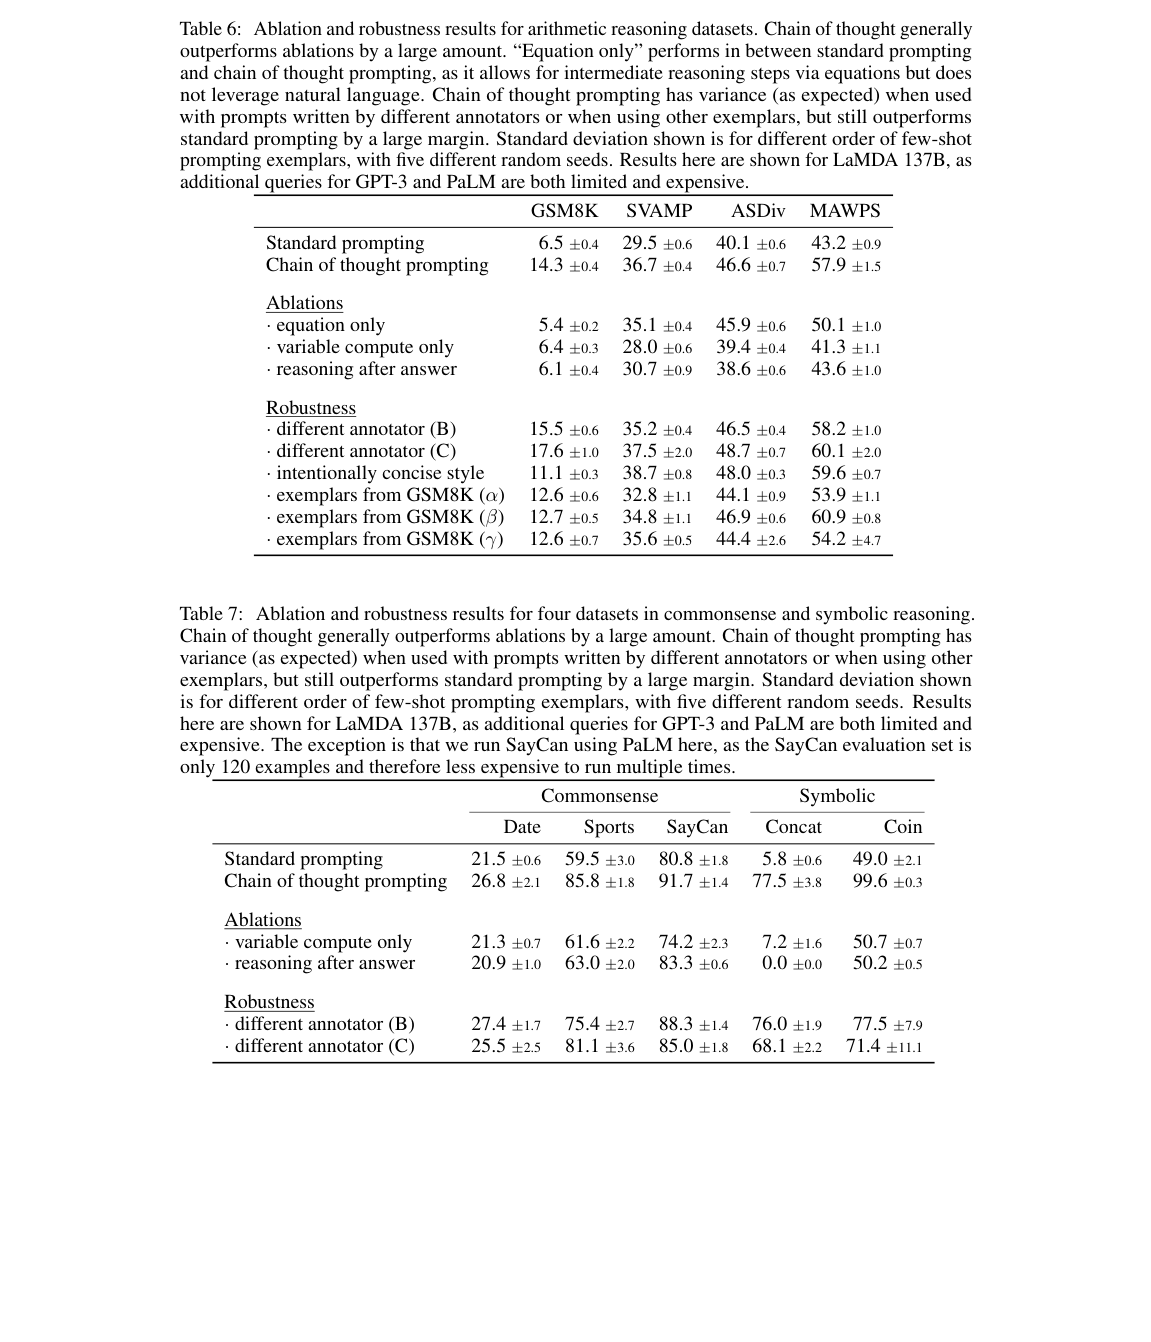 Table 6: Ablation and robustness results for arithmetic reasoning datasets. Chain of thought generally
outperforms ablations by a large amount. “Equation only” performs in between standard prompting
and chain of thought prompting, as it allows for intermediate reasoning steps via equations but does
not leverage natural language. Chain of thought prompting has variance (as expected) when used
with prompts written by different annotators or when using other exemplars, but still outperforms
standard prompting by a large margin. Standard deviation shown is for different order of few-shot
prompting exemplars, with five different random seeds. Results here are shown for LaMDA 137B, as
additional queries for GPT-3 and PaLM are both limited and expensive.
GSM8K SVAMP ASDiv MAWPS
Standard prompting 6.5 ±0.4 29.5 ±0.6 40.1 ±0.6 43.2 ±0.9
Chain of thought prompting 14.3 ±0.4 36.7 ±0.4 46.6 ±0.7 57.9 ±1.5
Ablations
· equation only 5.4 ±0.2 35.1 ±0.4 45.9 ±0.6 50.1 ±1.0
· variable compute only 6.4 ±0.3 28.0 ±0.6 39.4 ±0.4 41.3 ±1.1
· reasoning after answer 6.1 ±0.4 30.7 ±0.9 38.6 ±0.6 43.6 ±1.0
Robustness
· different annotator (B) 15.5 ±0.6 35.2 ±0.4 46.5 ±0.4 58.2 ±1.0
· different annotator (C) 17.6 ±1.0 37.5 ±2.0 48.7 ±0.7 60.1 ±2.0
· intentionally concise style 11.1 ±0.3 38.7 ±0.8 48.0 ±0.3 59.6 ±0.7
· exemplars from GSM8K (α) 12.6 ±0.6 32.8 ±1.1 44.1 ±0.9 53.9 ±1.1
· exemplars from GSM8K (β) 12.7 ±0.5 34.8 ±1.1 46.9 ±0.6 60.9 ±0.8
· exemplars from GSM8K (γ) 12.6 ±0.7 35.6 ±0.5 44.4 ±2.6 54.2 ±4.7
Table 7: Ablation and robustness results for four datasets in commonsense and symbolic reasoning.
Chain of thought generally outperforms ablations by a large amount. Chain of thought prompting has
variance (as expected) when used with prompts written by different annotators or when using other
exemplars, but still outperforms standard prompting by a large margin. Standard deviation shown
is for different order of few-shot prompting exemplars, with five different random seeds. Results
here are shown for LaMDA 137B, as additional queries for GPT-3 and PaLM are both limited and
expensive. The exception is that we run SayCan using PaLM here, as the SayCan evaluation set is
only 120 examples and therefore less expensive to run multiple times.
Commonsense Symbolic
Date Sports SayCan Concat Coin
Standard prompting 21.5 ±0.6 59.5 ±3.0 80.8 ±1.8 5.8 ±0.6 49.0 ±2.1
Chain of thought prompting 26.8 ±2.1 85.8 ±1.8 91.7 ±1.4 77.5 ±3.8 99.6 ±0.3
Ablations
· variable compute only 21.3 ±0.7 61.6 ±2.2 74.2 ±2.3 7.2 ±1.6 50.7 ±0.7
· reasoning after answer 20.9 ±1.0 63.0 ±2.0 83.3 ±0.6 0.0 ±0.0 50.2 ±0.5
Robustness
· different annotator (B) 27.4 ±1.7 75.4 ±2.7 88.3 ±1.4 76.0 ±1.9 77.5 ±7.9
· different annotator (C) 25.5 ±2.5 81.1 ±3.6 85.0 ±1.8 68.1 ±2.2 71.4 ±11.1